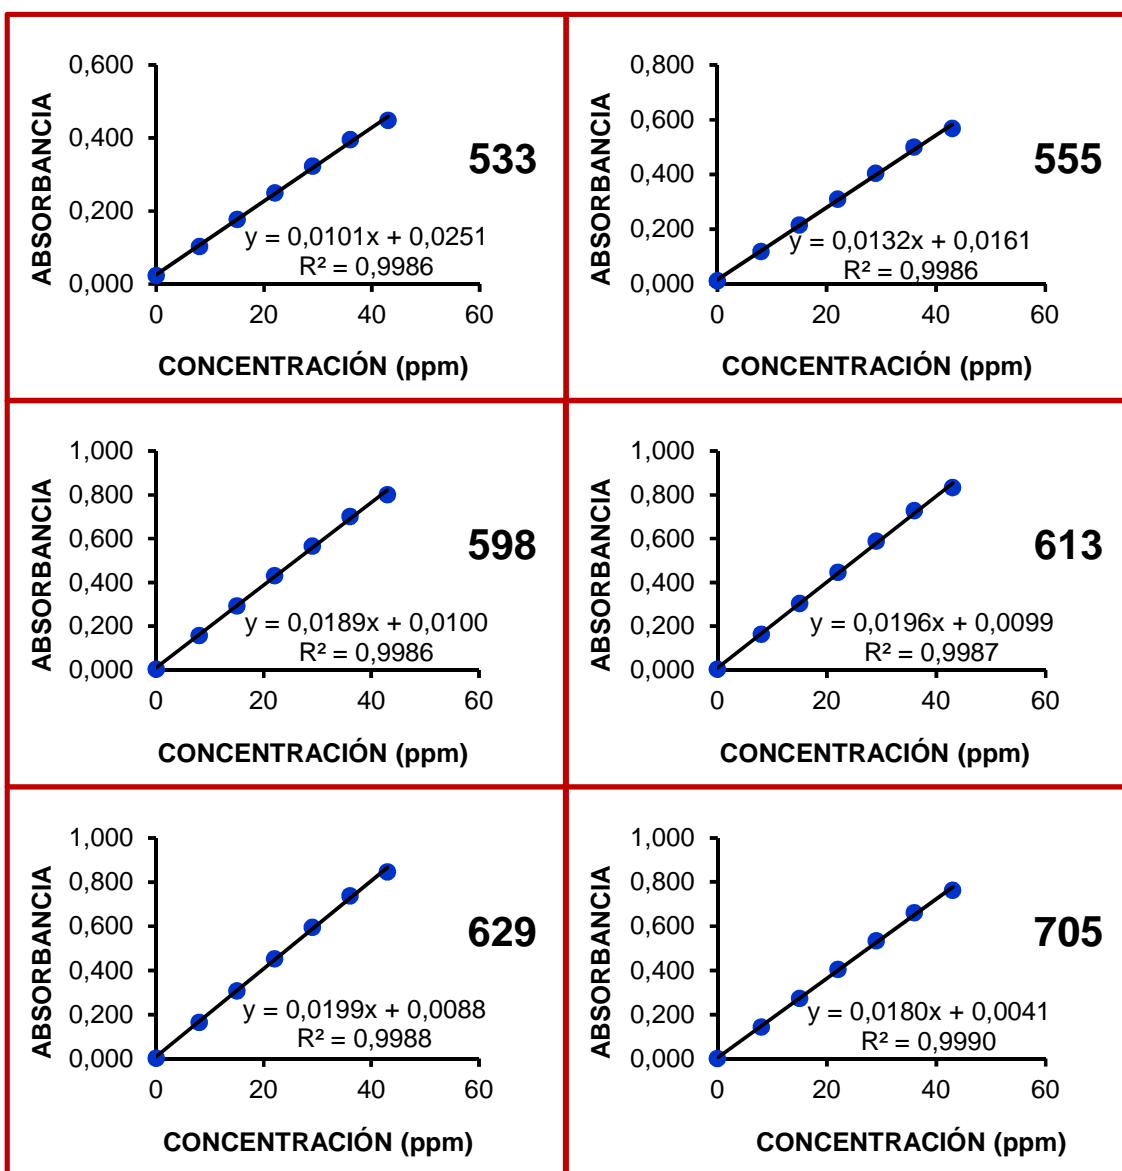 0,600
0,400
0,200
0,000
ABSORBANCIA
533
y = 0,0101x + 0,0251
R² = 0,9986
0 20 40 60
CONCENTRACIÓN (ppm)
0,800
0,600
0,400
0,200
0,000
ABSORBANCIA
555
y = 0,0132x + 0,0161
R² = 0,9986
0 20 40 60
CONCENTRACIÓN (ppm)
1,000
0,800
0,600
0,400
0,200
0,000
ABSORBANCIA
598
y = 0,0189x + 0,0100
R² = 0,9986
0 20 40 60
CONCENTRACIÓN (ppm)
1,000
0,800
0,600
0,400
0,200
0,000
ABSORBANCIA
613
y = 0,0196x + 0,0099
R² = 0,9987
0 20 40 60
CONCENTRACIÓN (ppm)
1,000
0,800
0,600
0,400
0,200
0,000
ABSORBANCIA
629
y = 0,0199x + 0,0088
R² = 0,9988
0 20 40 60
CONCENTRACIÓN (ppm)
1,000
0,800
0,600
0,400
0,200
0,000
ABSORBANCIA
705
y = 0,0180x + 0,0041
R² = 0,9990
0 20 40 60
CONCENTRACIÓN (ppm)